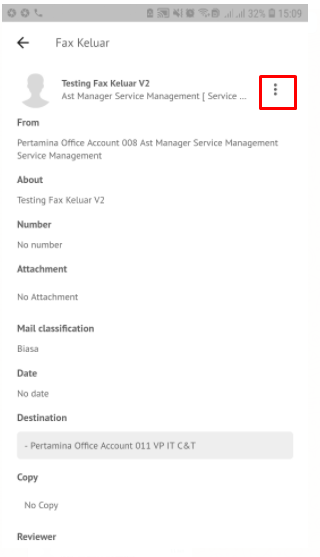 32% 15:09
Fax Keluar
Testing Fax Keluar V2
Ast Manager Service Management [ Service ...
From
Pertamina Office Account 008 Ast Manager Service Management
Service Management
About
Testing Fax Keluar V2
Number
No number
Attachment
No Attachment
Mail classification
Biasa
Date
No date
Destination
- Pertamina Office Account 011 VP IT C&T
Copy
No Copy
Reviewer